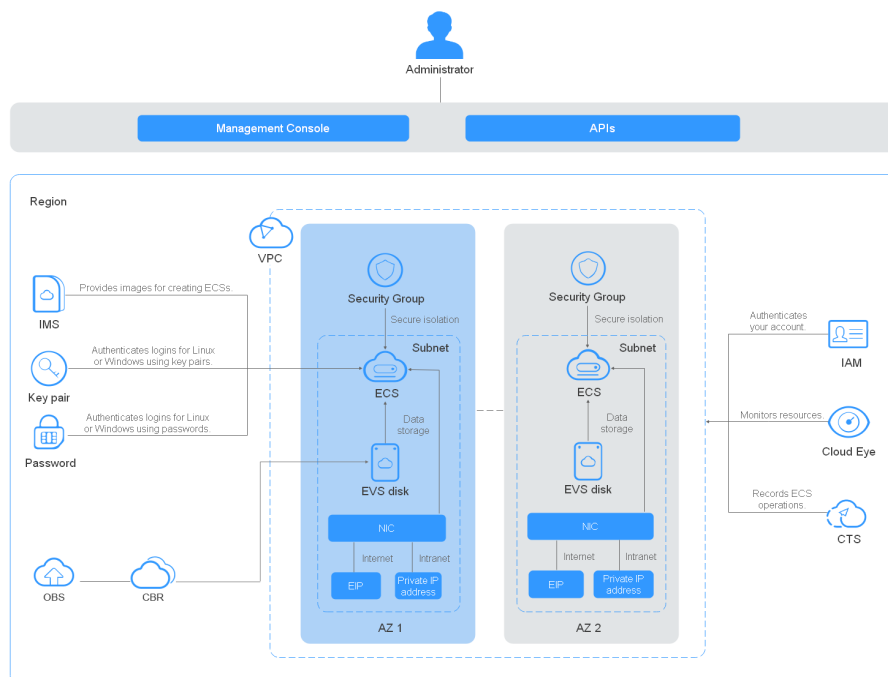 Administrator
Management Console
APIs
Region
VPC
IMS
Provides images for creating ECSs.
Key pair
Authenticates logins for Linux
or Windows using key pairs.
Password
Authenticates logins for Linux
or Windows using passwords.
OBS
CBR
Security Group
Secure isolation
Subnet
ECS
Data
storage
EVS disk
NIC
Internet
Intranet
EIP
Private IP
address
AZ 1
Security Group
Secure isolation
Subnet
ECS
Data
storage
EVS disk
NIC
Internet
Intranet
EIP
Private IP
address
AZ 2
Authenticates
your account.
IAM
Monitors resources.
Cloud Eye
Records ECS
operations.
CTS